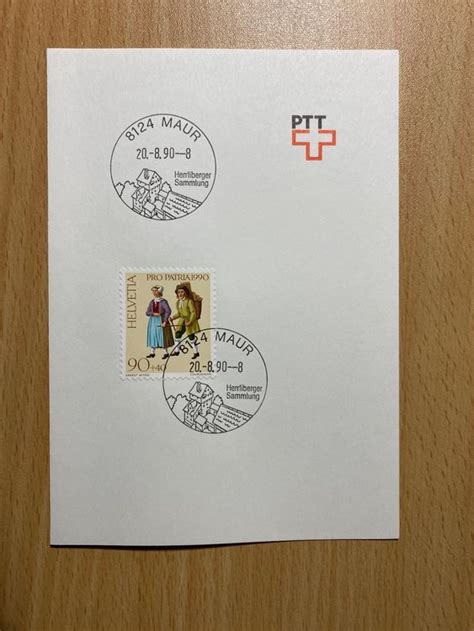 PTT
8124 MAUR
20.-8.90--8
Herrliberger
Sammlung
HELVETIA
PRO PATRIA 1990
90+40
8124 MAUR
20.-8.90--8
Herrliberger
Sammlung